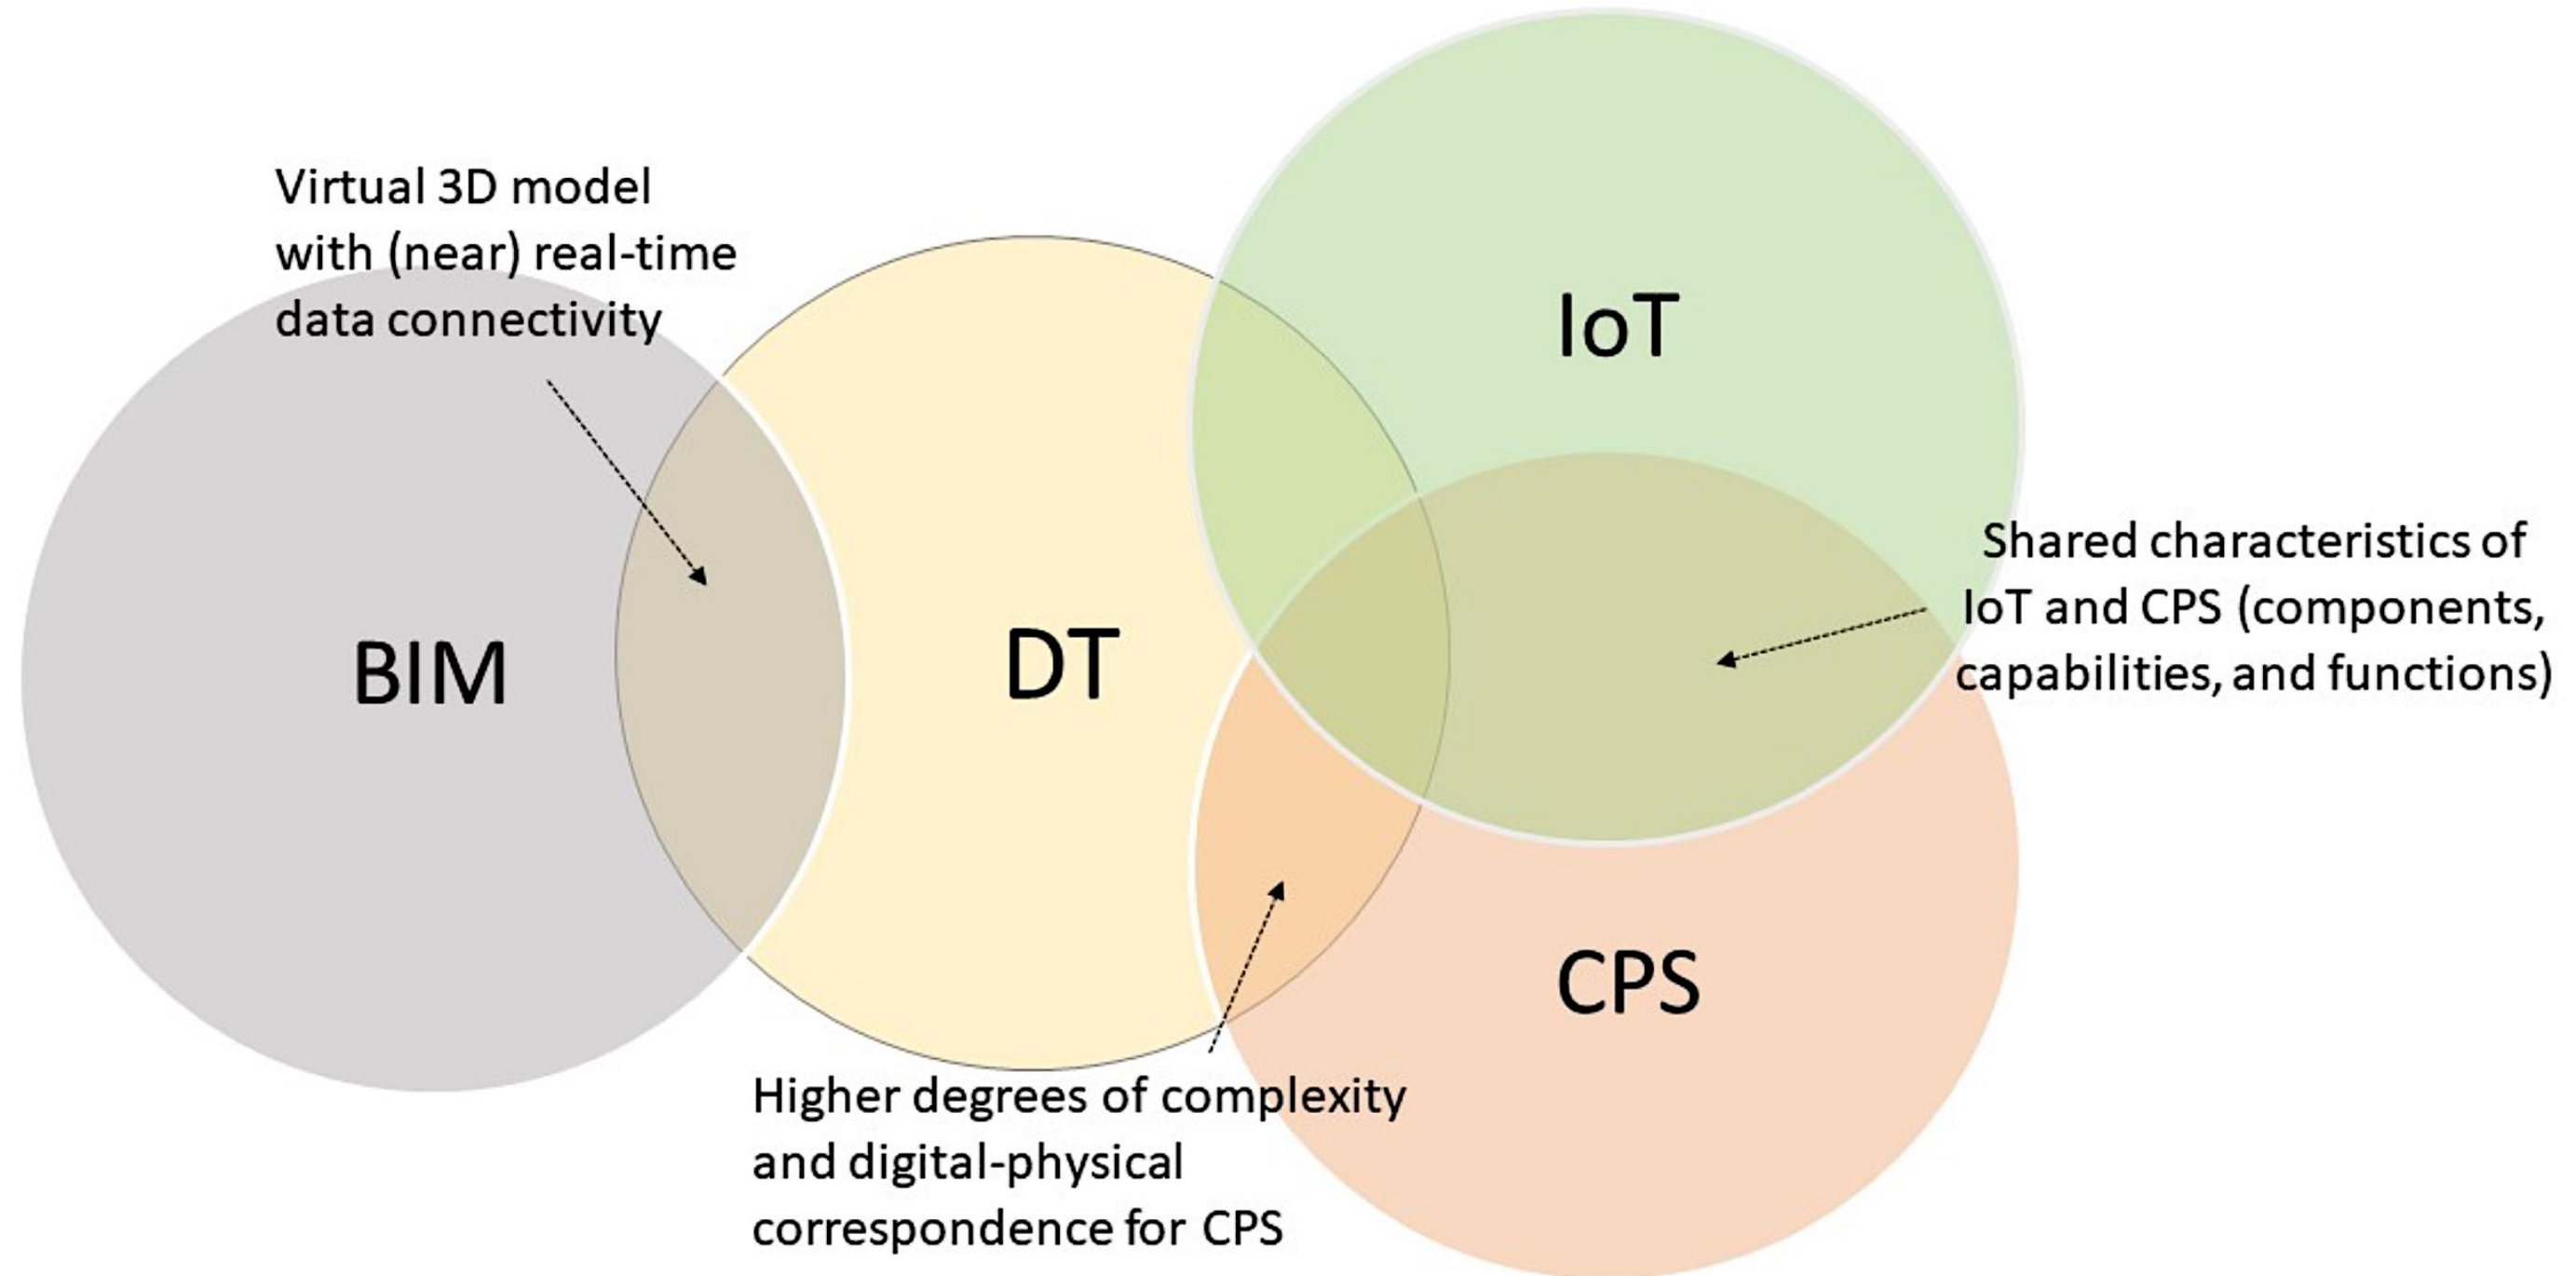 Virtual 3D model
with (near) real-time
data connectivity
IoT
BIM
DT
Shared characteristics of
IoT and CPS (components,
capabilities, and functions)
CPS
Higher degrees of complexity
and digital-physical
correspondence for CPS